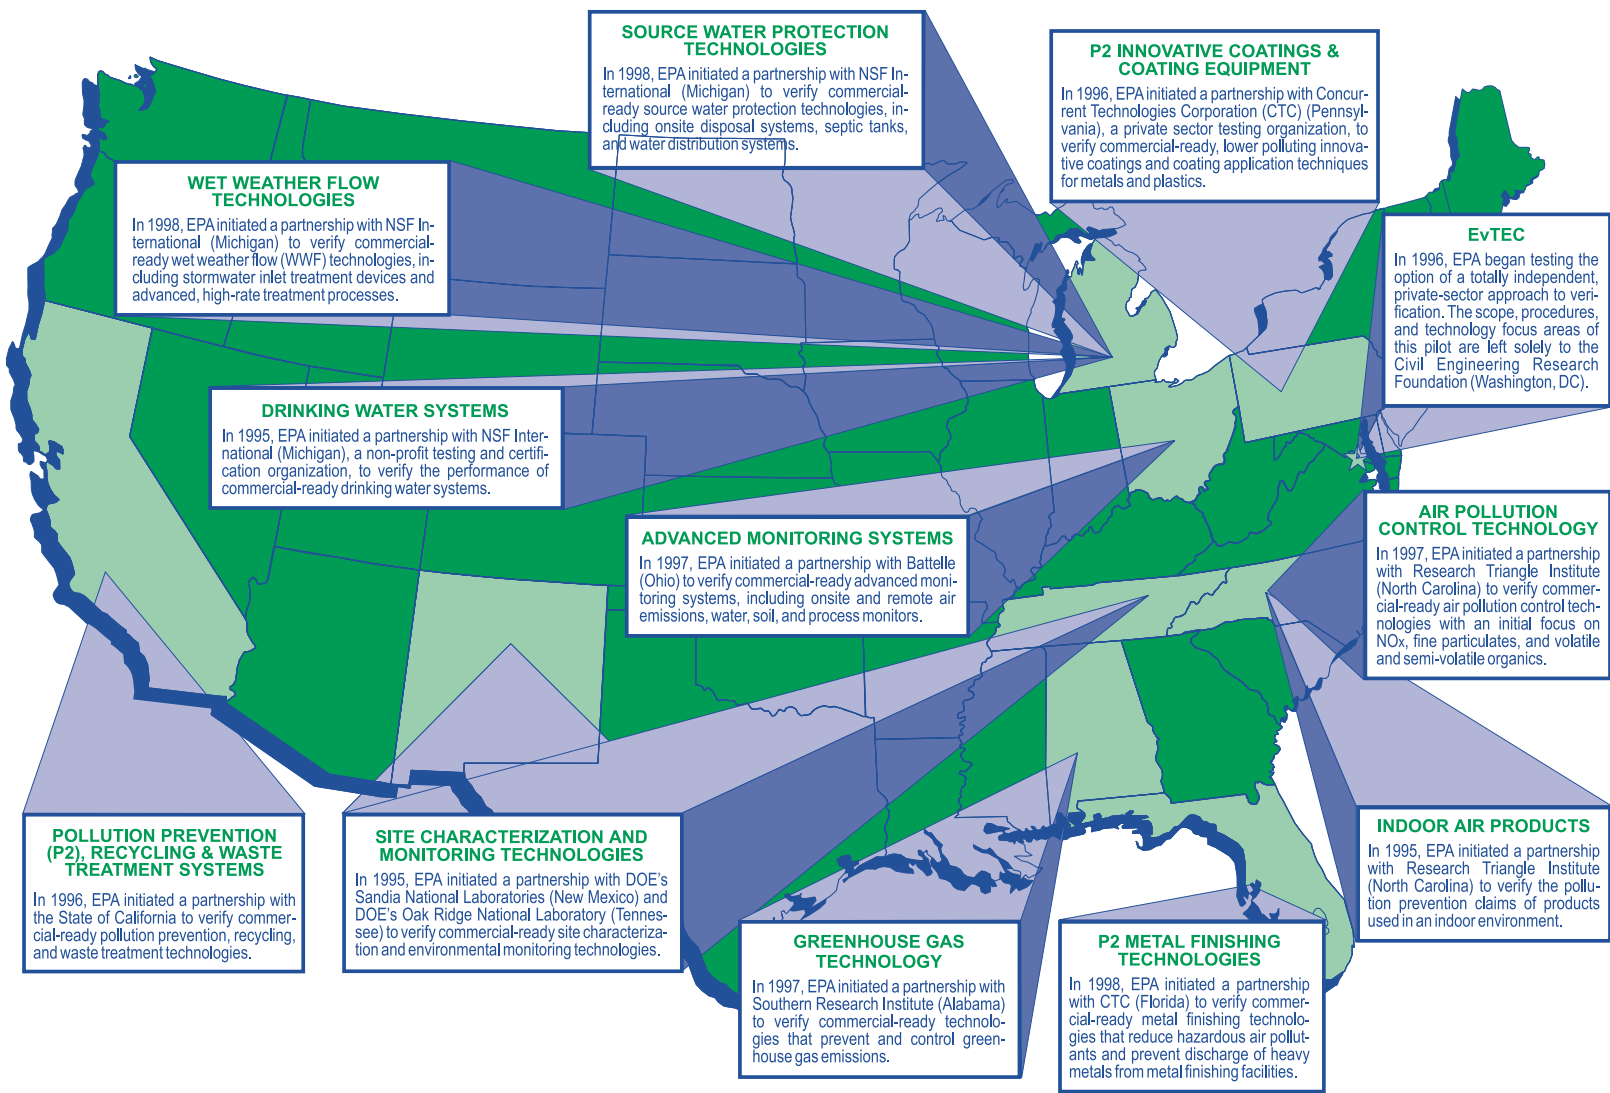 SOURCE WATER PROTECTION
TECHNOLOGIES
In 1998, EPA initiated a partnership with NSF In-
ternational (Michigan) to verify commercial-
ready source water protection technologies, in-
cluding onsite disposal systems, septic tanks,
and water distribution systems.
P2 INNOVATIVE COATINGS &
COATING EQUIPMENT
In 1996, EPA initiated a partnership with Concur-
rent Technologies Corporation (CTC) (Pennsyl-
vania), a private sector testing organization, to
verify commercial-ready, lower polluting innova-
tive coatings and coating application techniques
for metals and plastics.
WET WEATHER FLOW
TECHNOLOGIES
In 1998, EPA initiated a partnership with NSF In-
ternational (Michigan) to verify commercial-
ready wet weather flow (WWF) technologies, in-
cluding stormwater inlet treatment devices and
advanced, high-rate treatment processes.
EvTEC
In 1996, EPA began testing the
option of a totally independent,
private-sector approach to veri-
fication. The scope, procedures,
and technology focus areas of
this pilot are left solely to the
Civil Engineering Research
Foundation (Washington, DC).
DRINKING WATER SYSTEMS
In 1995, EPA initiated a partnership with NSF Inter-
national (Michigan), a non-profit testing and certifi-
cation organization, to verify the performance of
commercial-ready drinking water systems.
ADVANCED MONITORING SYSTEMS
In 1997, EPA initiated a partnership with Battelle
(Ohio) to verify commercial-ready advanced moni-
toring systems, including onsite and remote air
emissions, water, soil, and process monitors.
AIR POLLUTION
CONTROL TECHNOLOGY
In 1997, EPA initiated a partnership
with Research Triangle Institute
(North Carolina) to verify commer-
cial-ready air pollution control tech-
nologies with an initial focus on
NOx, fine particulates, and volatile
and semi-volatile organics.
POLLUTION PREVENTION
(P2), RECYCLING & WASTE
TREATMENT SYSTEMS
In 1996, EPA initiated a partnership with
the State of California to verify commer-
cial-ready pollution prevention, recycling,
and waste treatment technologies.
SITE CHARACTERIZATION AND
MONITORING TECHNOLOGIES
In 1995, EPA initiated a partnership with DOE's
Sandia National Laboratories (New Mexico) and
DOE's Oak Ridge National Laboratory (Tennes-
see) to verify commercial-ready site characteriza-
tion and environmental monitoring technologies.
INDOOR AIR PRODUCTS
In 1995, EPA initiated a partnership
with Research Triangle Institute
(North Carolina) to verify the pollu-
tion prevention claims of products
used in an indoor environment.
GREENHOUSE GAS
TECHNOLOGY
In 1997, EPA initiated a partnership with
Southern Research Institute (Alabama)
to verify commercial-ready technolo-
gies that prevent and control green-
house gas emissions.
P2 METAL FINISHING
TECHNOLOGIES
In 1998, EPA initiated a partnership
with CTC (Florida) to verify commer-
cial-ready metal finishing technolo-
gies that reduce hazardous air pollut-
ants and prevent discharge of heavy
metals from metal finishing facilities.